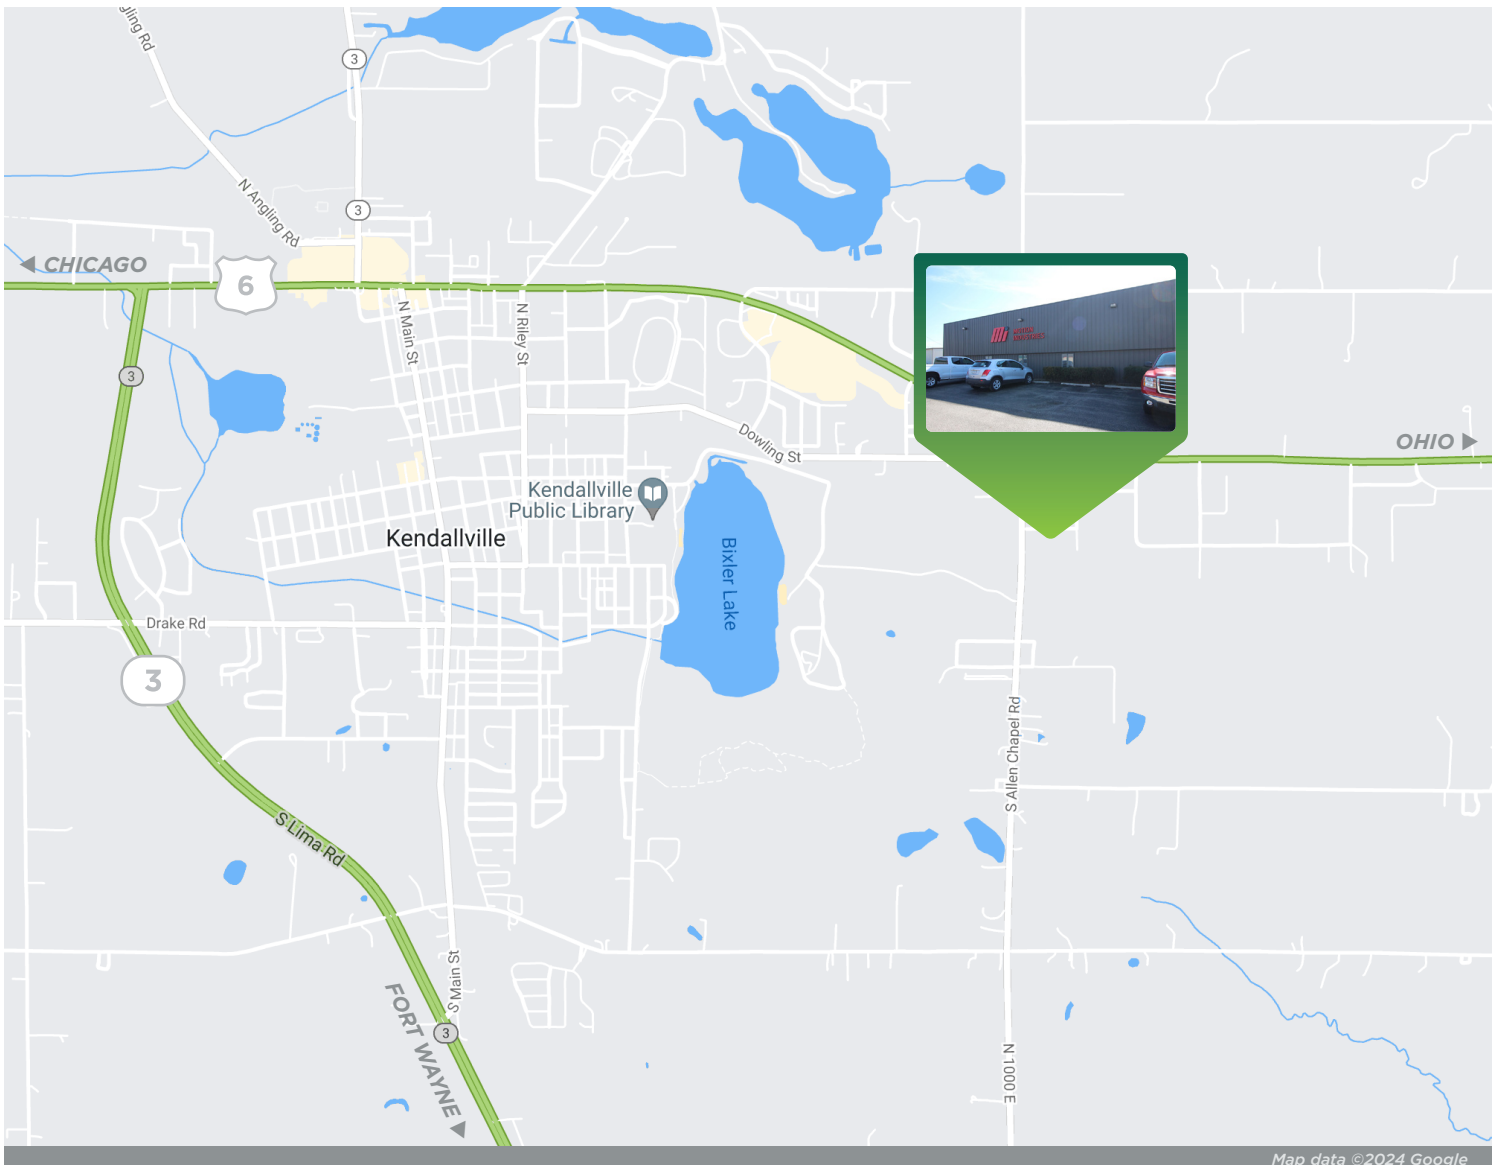 gling Rd
3
3
N Angling Rd
CHICAGO
6
N Main St
N Riley St
3
Dowling St
OHIO
Kendallville
Public Library
Kendallville
Bixler Lake
Drake Rd
3
S Allen Chapel Rd
S Lima Rd
S Main St
FORT WAYNE
3
N 1000 E
Map data ©2024 Google